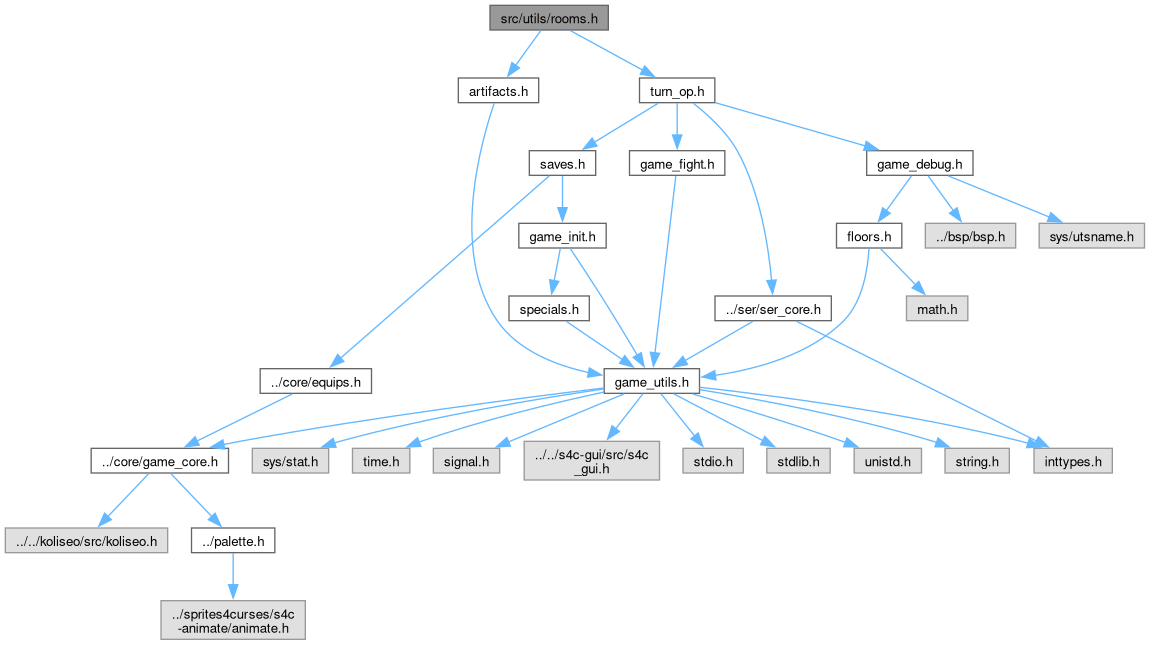 src/utils/rooms.h
artifacts.h
turn_op.h
saves.h
game_fight.h
game_debug.h
game_init.h
floors.h
../bsp/bsp.h
sys/utsname.h
specials.h
../ser/ser_core.h
math.h
../core/equips.h
game_utils.h
../core/game_core.h
sys/stat.h
time.h
signal.h
../../s4c-gui/src/s4c
_gui.h
stdio.h
stdlib.h
unistd.h
string.h
inttypes.h
../../koliseo/src/koliseo.h
../palette.h
../sprites4curses/s4c
-animate/animate.h